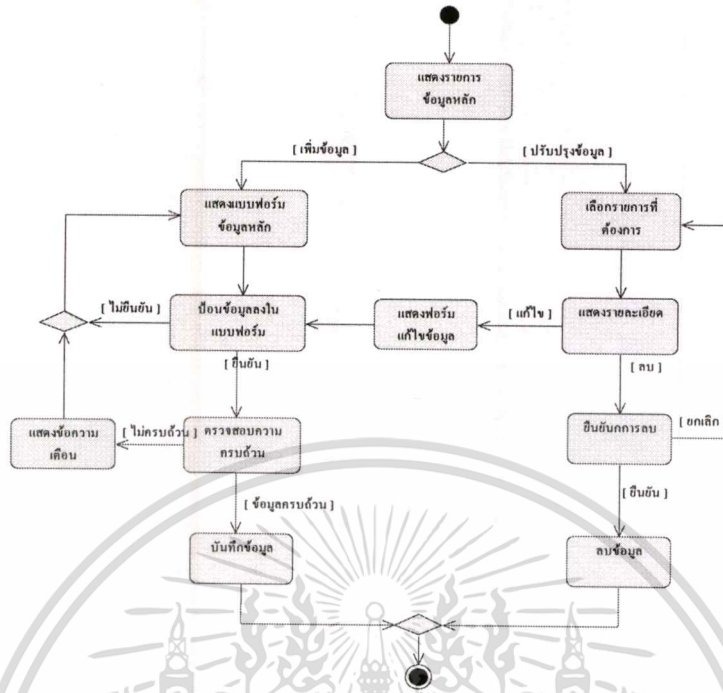 แสดงรายการ
ข้อมูลหลัก
[ เพิ่มข้อมูล ]
[ ปรับปรุงข้อมูล ]
แสดงแบบฟอร์ม
ข้อมูลหลัก
เลือกรายการที่
ต้องการ
[ ไม่ยืนยัน ]
ป้อนข้อมูลลงใน
แบบฟอร์ม
แสดงฟอร์ม
แก้ไขข้อมูล
[ แก้ไข ]
แสดงรายละเอียด
[ ยืนยัน ]
[ ลบ ]
แสดงข้อความ
เตือน
[ ไม่ครบถ้วน ]
ตรวจสอบความ
ครบถ้วน
ยืนยันกการลบ
[ ยกเลิก
[ ข้อมูลครบถ้วน ]
[ ยืนยัน ]
บันทึกข้อมูล
ลบข้อมูล